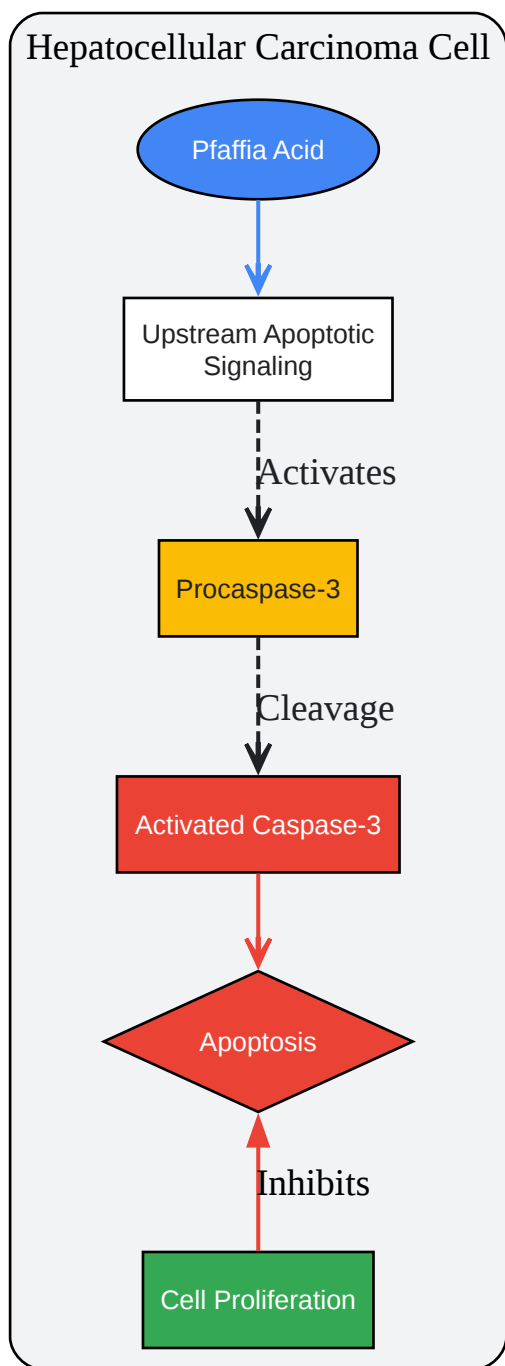 Hepatocellular Carcinoma Cell
Pfaffia Acid
Upstream Apoptotic
Signaling
Activates
Procaspase-3
Cleavage
Activated Caspase-3
Apoptosis
Inhibits
Cell Proliferation